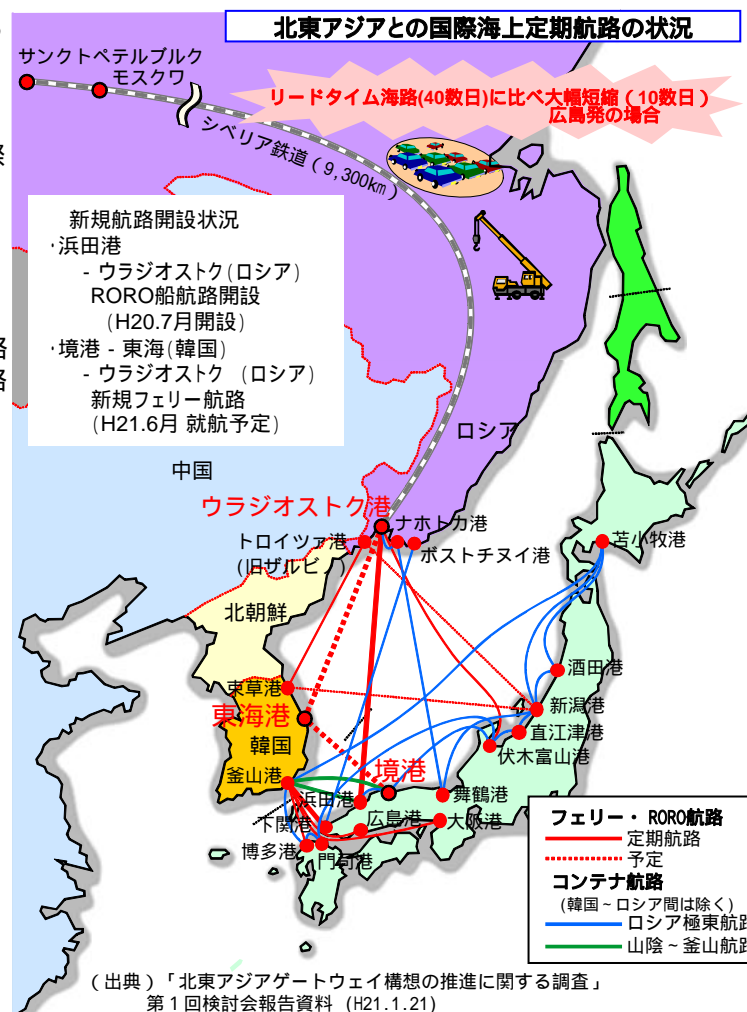 北東アジアとの国際海上定期航路の状況
サンクトペテルブルク
モスクワ
リードタイム海路(40数日)に比べ大幅短縮（10数日）
広島発の場合
シベリア鉄道（9,300km）
新規航路開設状況
・浜田港
- ウラジオストク(ロシア)
RORO船航路開設
(H20.7月開設)
・境港 - 東海(韓国)
- ウラジオストク (ロシア)
新規フェリー航路
(H21.6月 就航予定)
路
路
ロシア
中国
ウラジオストク港
ナホトカ港
トロイツァ港
(旧ザルビノ)
ボストチヌイ港
苫小牧港
北朝鮮
酒田港
束草港
新潟港
東海港
直江津港
韓国
伏木富山港
釜山港
境港
浜田港
舞鶴港
下関港
広島港
大阪港
博多港
門司港
フェリー・RORO航路
定期航路
予定
コンテナ航路
(韓国～ロシア間は除く)
ロシア極東航路
山陰～釜山航路
（出典）「北東アジアゲートウェイ構想の推進に関する調査」
第１回検討会報告資料 (H21.1.21)